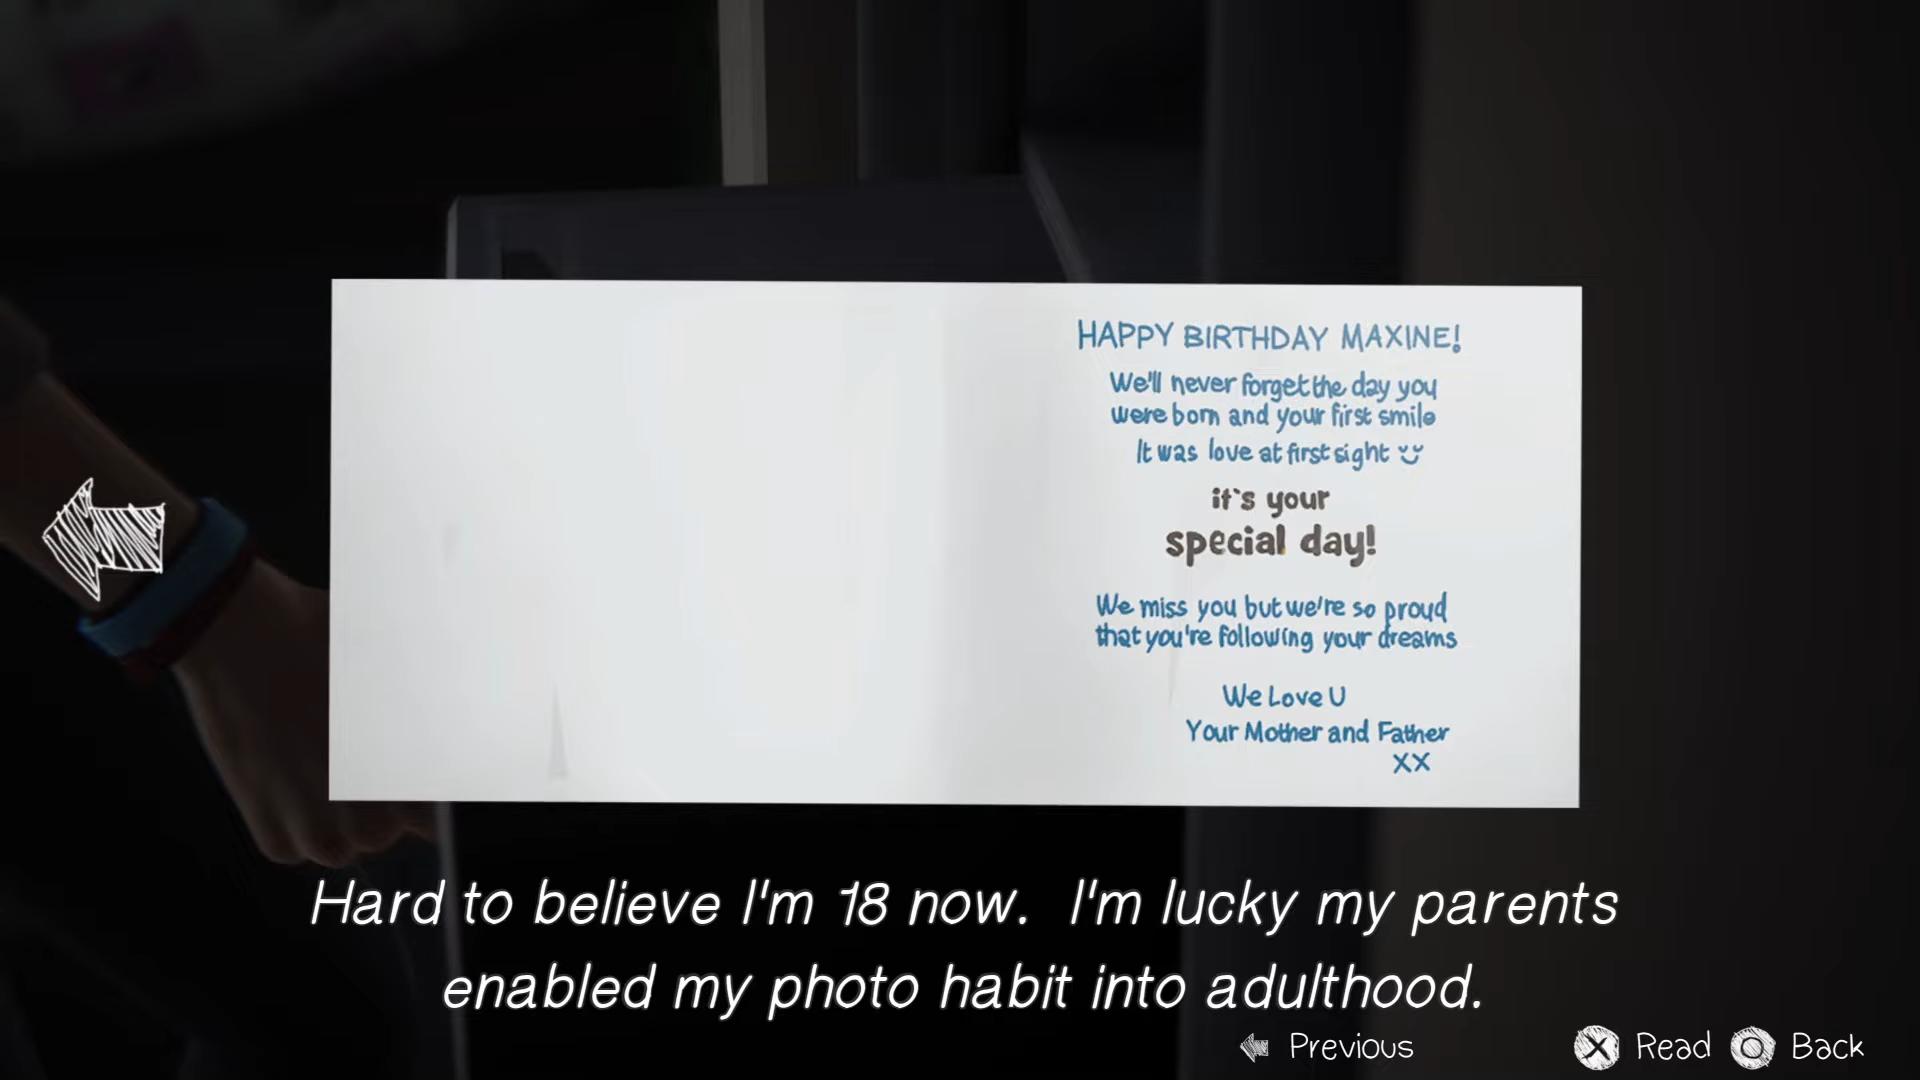 HAPPY BIRTHDAY MAXINE!
We'll never forget the day you
were born and your first smile
It was love at first sight
it's your
special day!
We miss you but we're so proud
that you're following your dreams
We Love U
Your Mother and Father
XX
Hard to believe I'm 18 now. I'm lucky my parents
enabled my photo habit into adulthood.
Previous
X Read
O Back